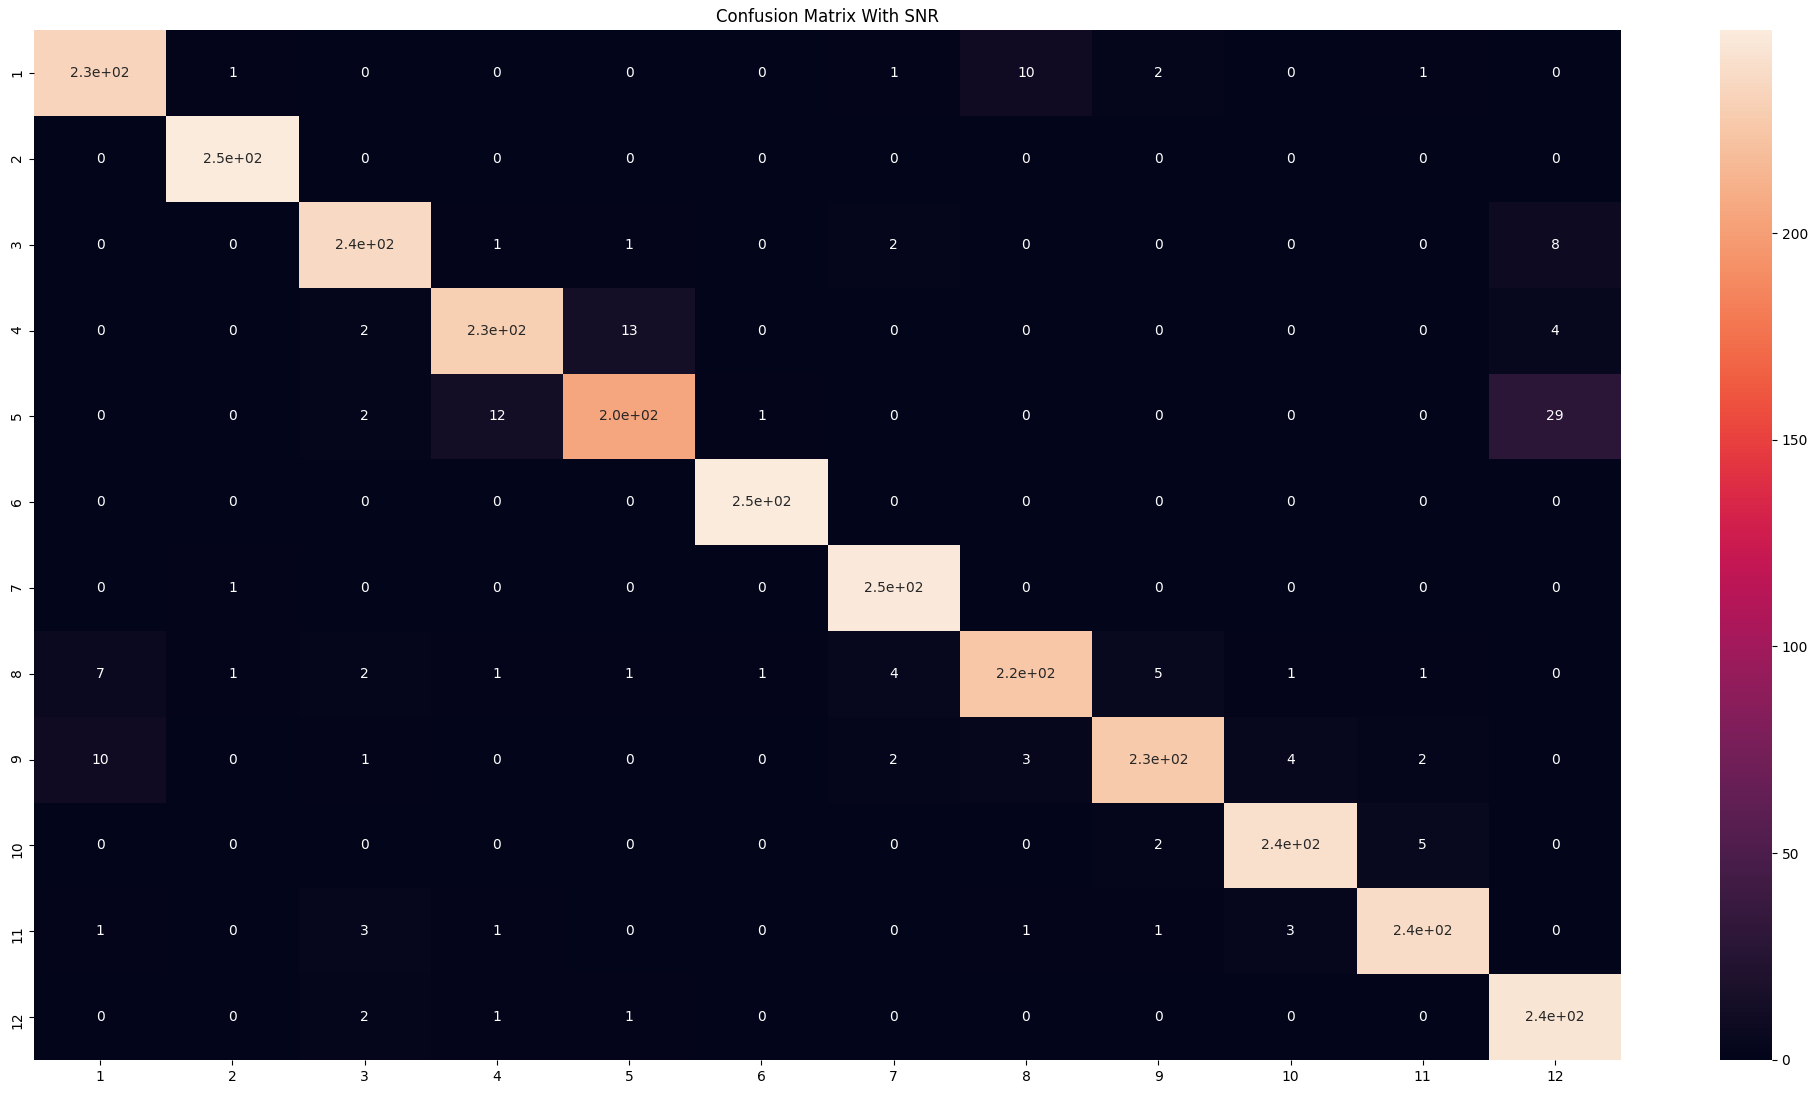 Confusion Matrix With SNR
1 2.3e+02 1 0 0 0 0 1 10 2 0 1 0
2 0 2.5e+02 0 0 0 0 0 0 0 0 0 0
3 0 0 2.4e+02 1 1 0 2 0 0 0 0 8
4 0 0 2 2.3e+02 13 0 0 0 0 0 0 4
5 0 0 2 12 2.0e+02 1 0 0 0 0 0 29
6 0 0 0 0 0 2.5e+02 0 0 0 0 0 0
7 0 1 0 0 0 0 2.5e+02 0 0 0 0 0
8 7 1 2 1 1 1 4 2.2e+02 5 1 1 0
9 10 0 1 0 0 0 2 3 2.3e+02 4 2 0
10 0 0 0 0 0 0 0 0 2 2.4e+02 5 0
11 1 0 3 1 0 0 0 1 1 3 2.4e+02 0
12 0 0 2 1 1 0 0 0 0 0 0 2.4e+02
1 2 3 4 5 6 7 8 9 10 11 12
200
150
100
50
0